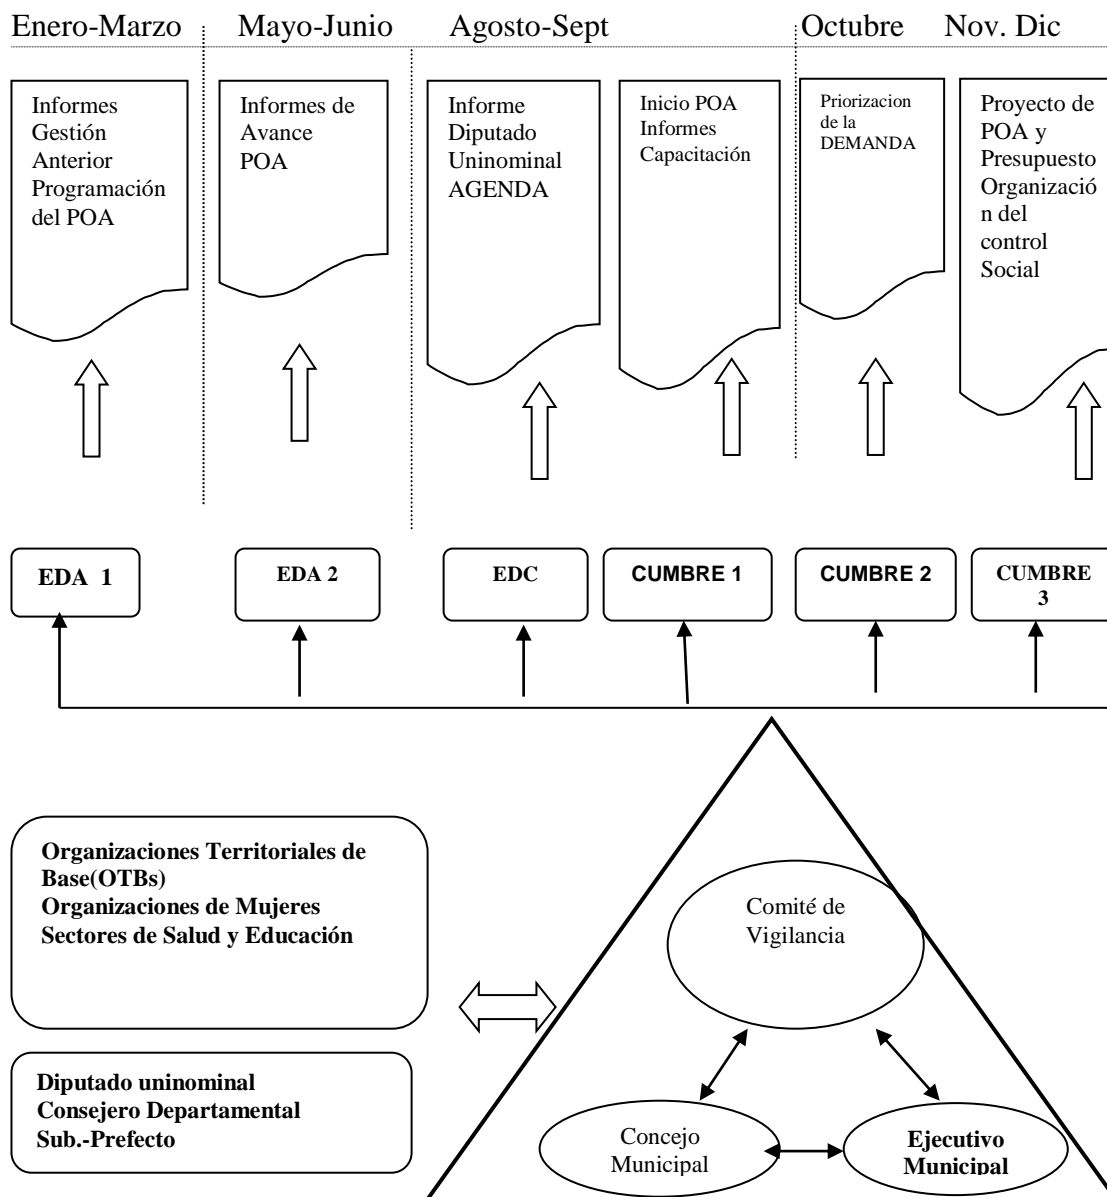 Enero-Marzo
Mayo-Junio
Agosto-Sept
Octubre
Nov. Dic
Informes
Gestión
Anterior
Programación
del POA
Informes de
Avance
POA
Informe
Diputado
Uninominal
AGENDA
Inicio POA
Informes
Capacitación
Priorizacion
de la
DEMANDA
Proyecto de
POA y
Presupuesto
Organizació
n del
control
Social
EDA 1
EDA 2
EDC
CUMBRE 1
CUMBRE 2
CUMBRE
3
Organizaciones Territoriales de
Base(OTBs)
Organizaciones de Mujeres
Sectores de Salud y Educación
Diputado uninominal
Consejero Departamental
Sub.-Prefecto
Comité de
Vigilancia
Concejo
Municipal
Ejecutivo
Municipal